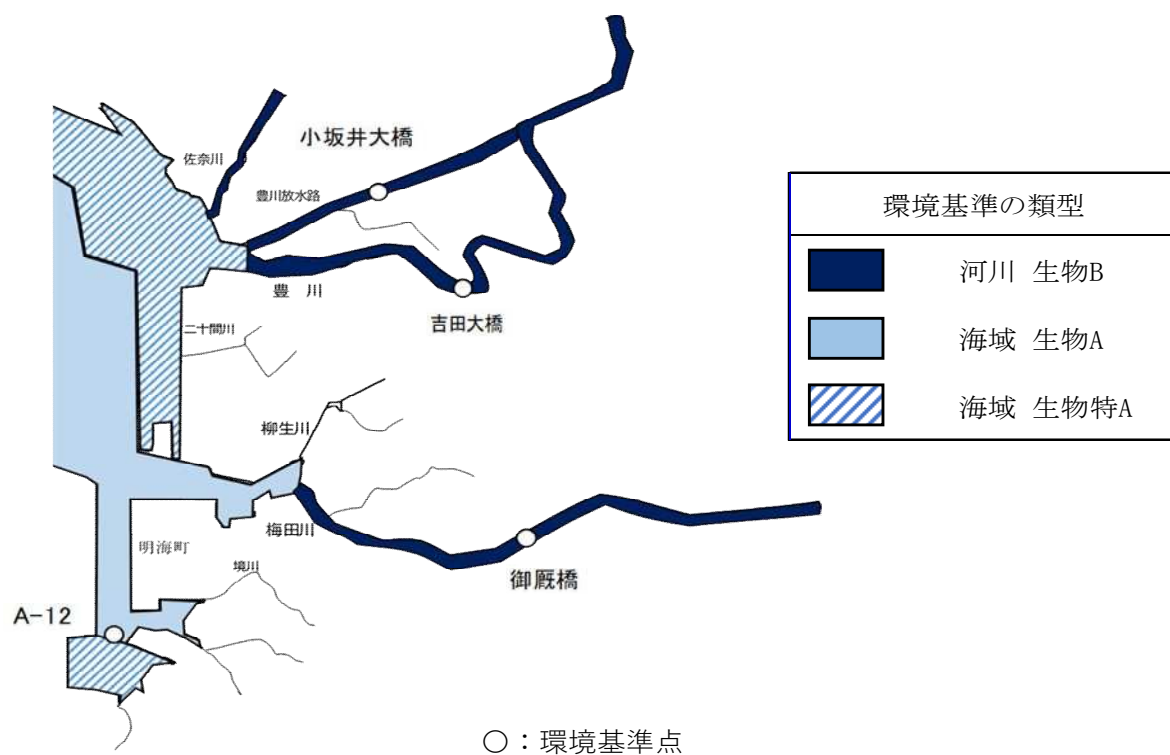 小坂井大橋
佐奈川
豊川放水路
豊 川
吉田大橋
二十間川
柳生川
梅田川
御厩橋
明海町
境川
A-12
○：環境基準点
環境基準の類型
河川 生物B
海域 生物A
海域 生物特A